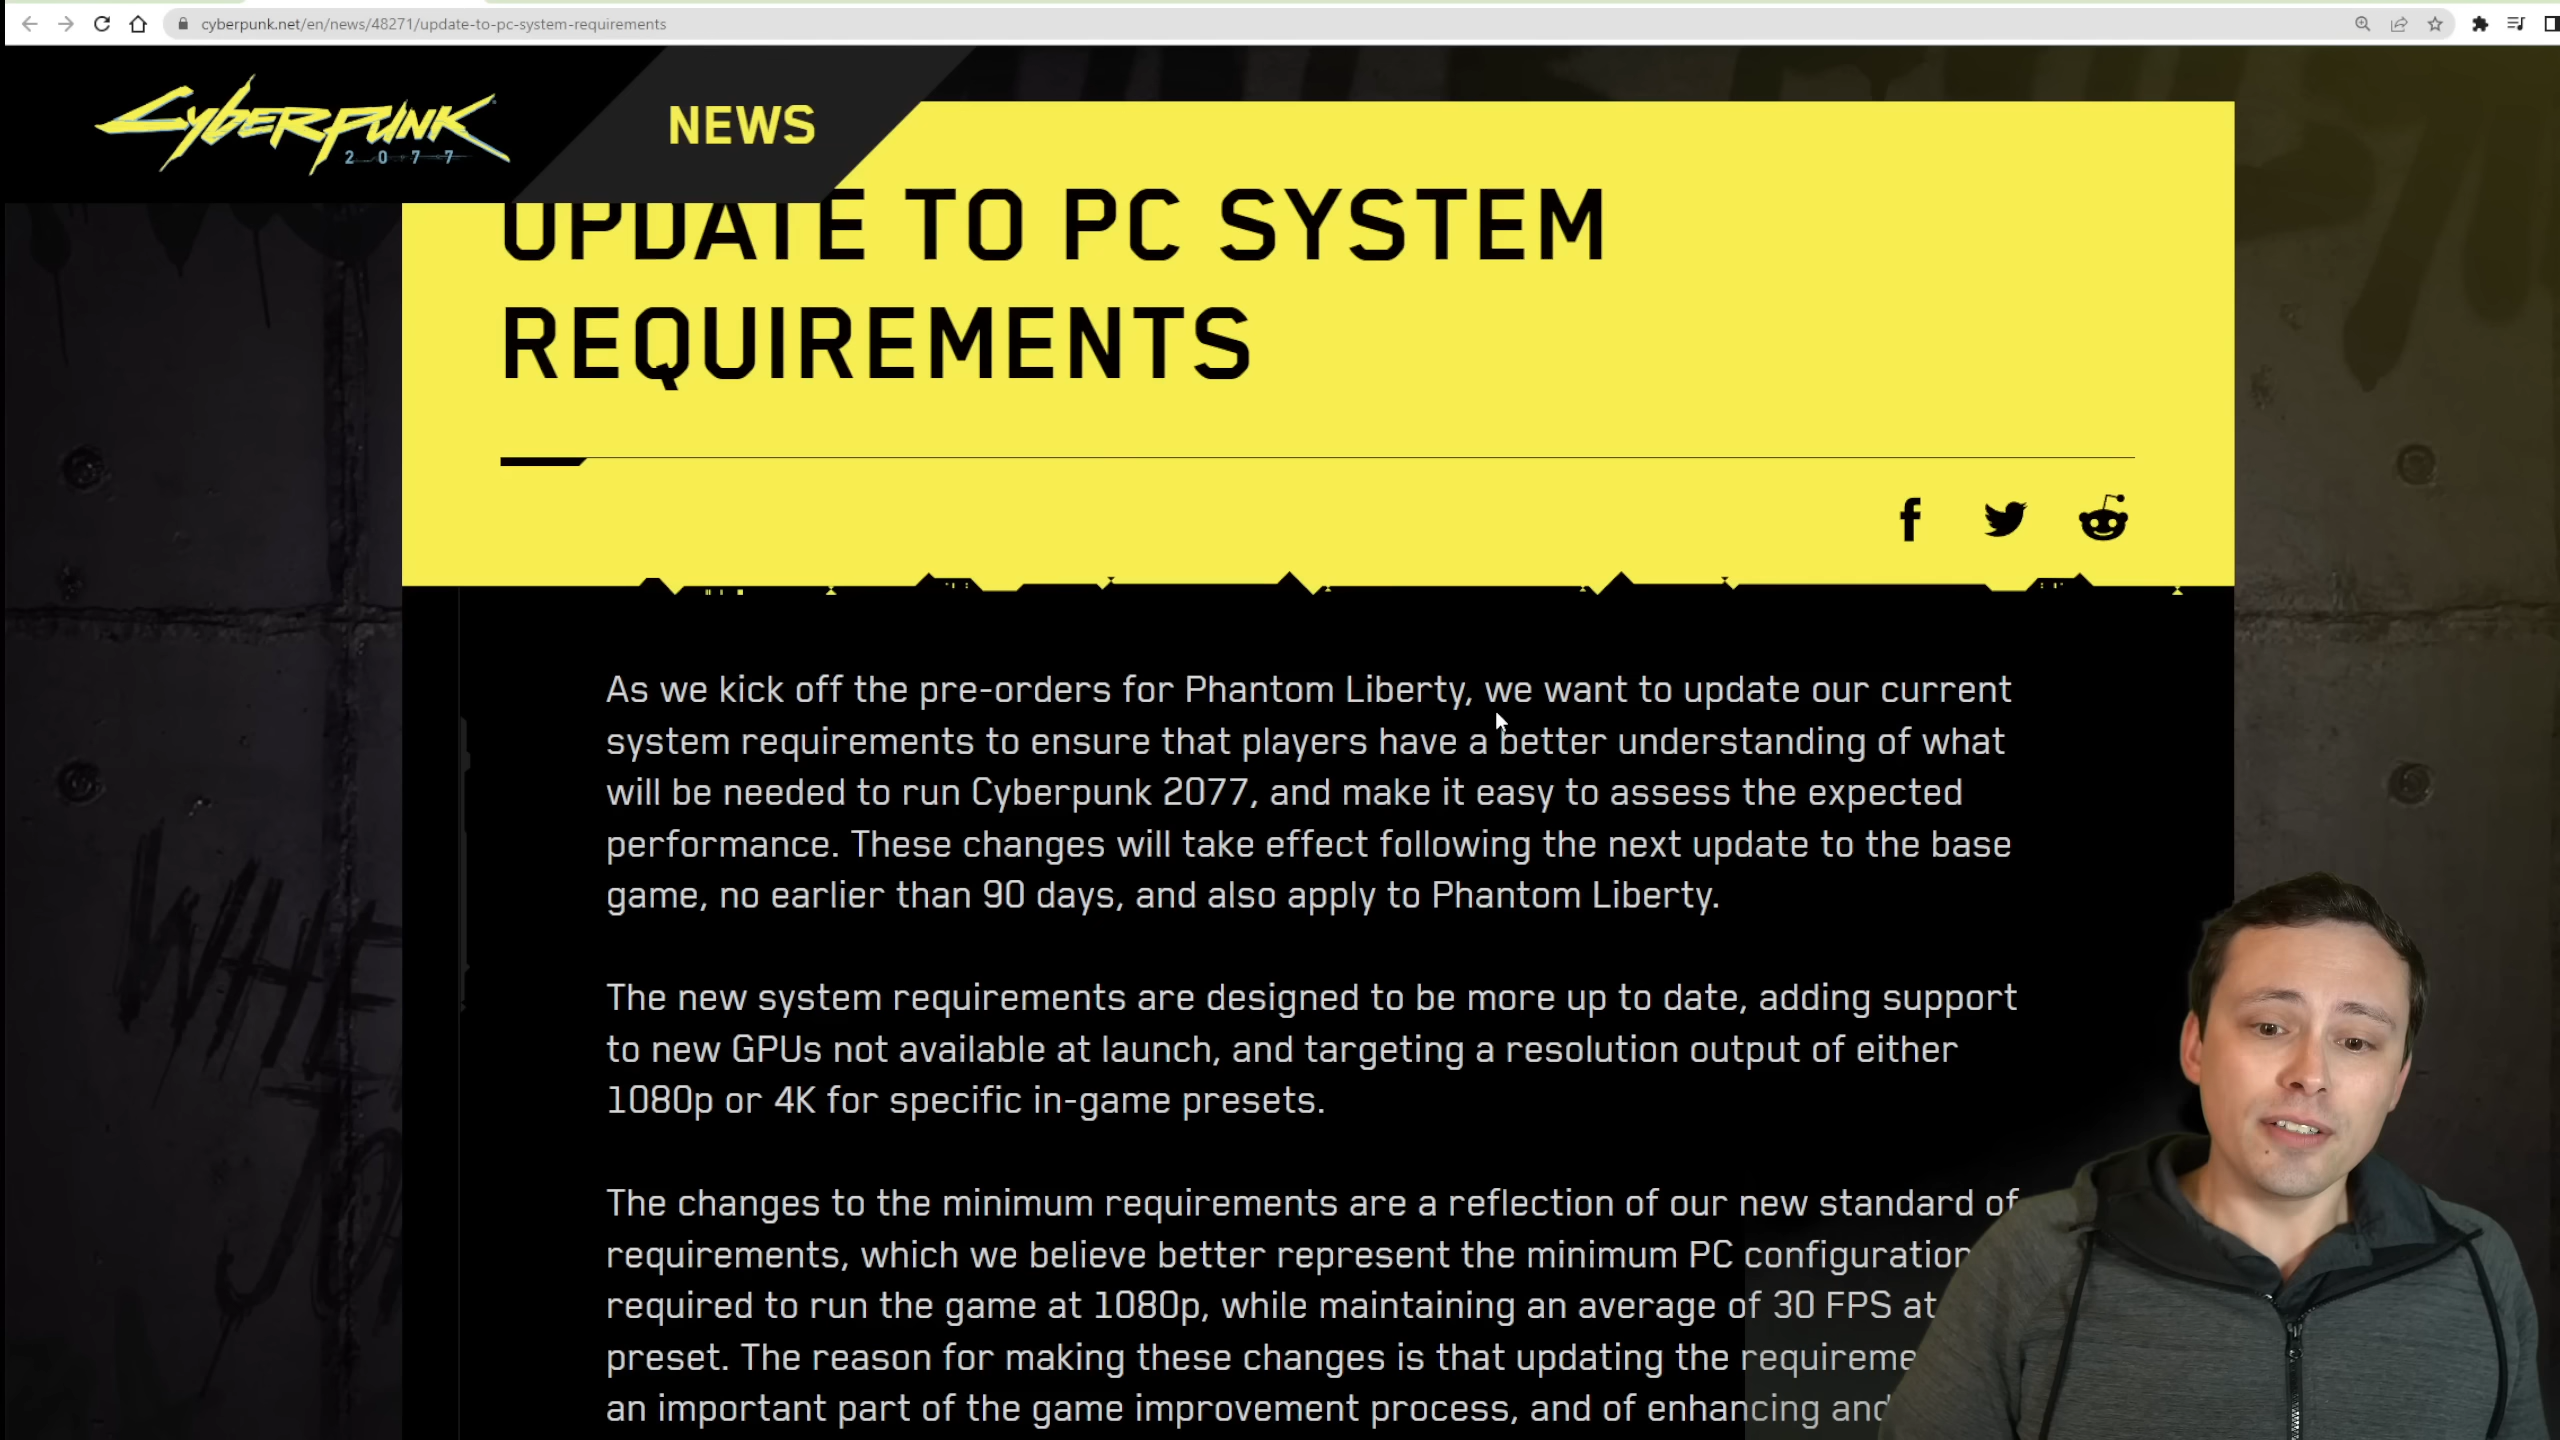 cyberpunk.net/en/news/48271/update-to-pc-system-requirements
CYBERPUNK
2077
NEWS
UPDATE TO PC SYSTEM
REQUIREMENTS
As we kick off the pre-orders for Phantom Liberty, we want to update our current
system requirements to ensure that players have a better understanding of what
will be needed to run Cyberpunk 2077, and make it easy to assess the expected
performance. These changes will take effect following the next update to the base
game, no earlier than 90 days, and also apply to Phantom Liberty.
The new system requirements are designed to be more up to date, adding support
to new GPUs not available at launch, and targeting a resolution output of either
1080p or 4K for specific in-game presets.
The changes to the minimum requirements are a reflection of our new standard of
requirements, which we believe better represent the minimum PC configuration
required to run the game at 1080p, while maintaining an average of 30 FPS at
preset. The reason for making these changes is that updating the
an important part of the game improvement process, and of enhancing and